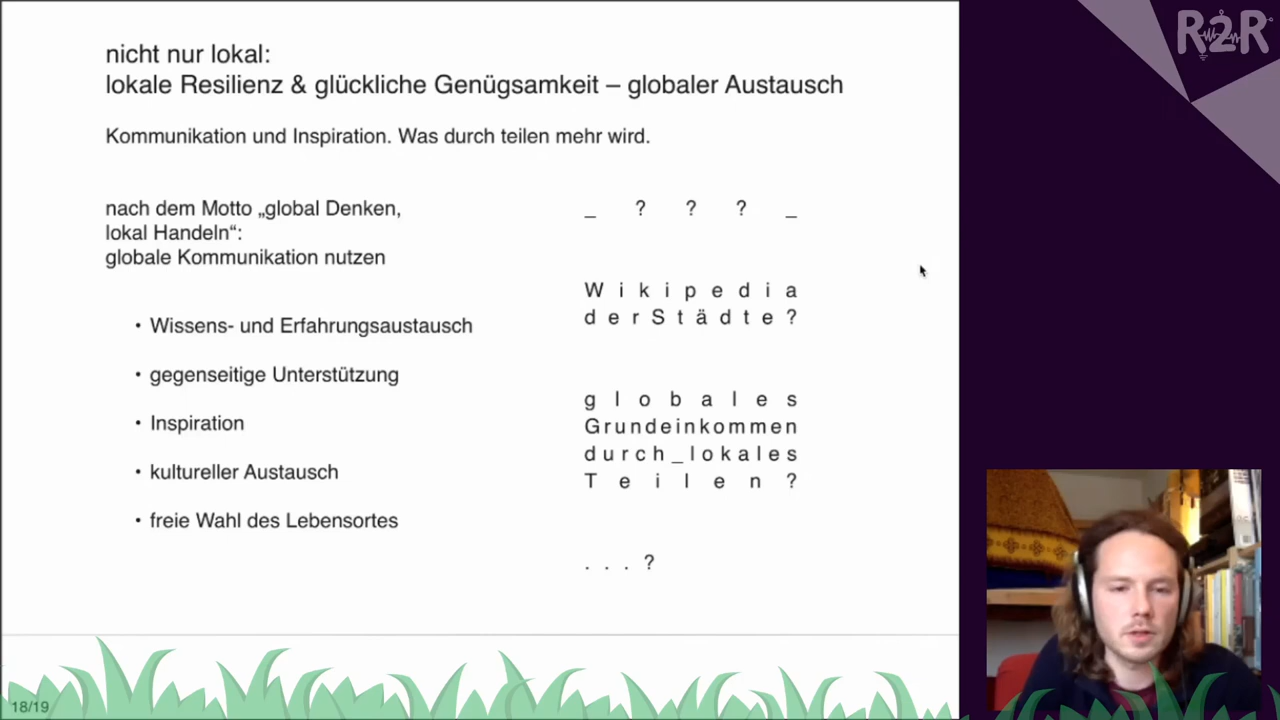 R2R
nicht nur lokal:
lokale Resilienz & glückliche Genügsamkeit – globaler Austausch
Kommunikation und Inspiration. Was durch teilen mehr wird.
nach dem Motto „global Denken,
lokal Handeln“:
globale Kommunikation nutzen
• Wissens- und Erfahrungsaustausch
• gegenseitige Unterstützung
• Inspiration
• kultureller Austausch
• freie Wahl des Lebensortes
_ ? ? ? _
W i k i p e d i a
d e r S t ä d t e ?
g l o b a l e s
G r u n d e i n k o m m e n
d u r c h _ l o k a l e s
T e i l e n ?
. . . ?
18/19